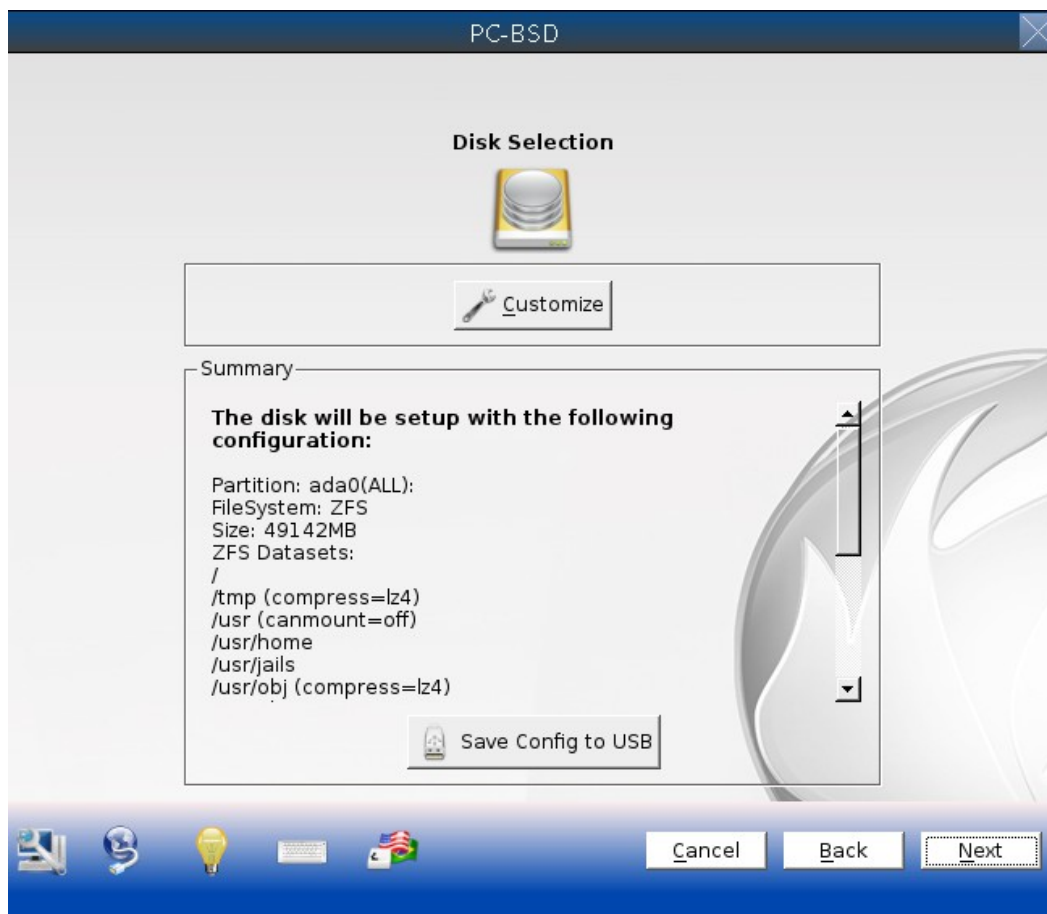 PC-BSD
Disk Selection
Customize
Summary
The disk will be setup with the following
configuration:
Partition: ada0(ALL):
FileSystem: ZFS
Size: 49142MB
ZFS Datasets:
/
/tmp (compress=lz4)
/usr (canmount=off)
/usr/home
/usr/jails
/usr/obj (compress=lz4)
Save Config to USB
Cancel
Back
Next